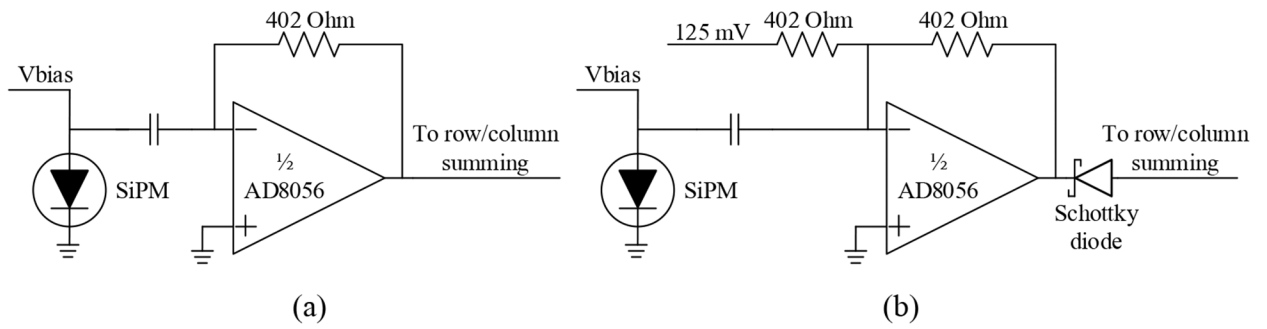 402 Ohm
Vbias
SiPM
½
AD8056
To row/column
summing
(a)
125 mV
402 Ohm
402 Ohm
Vbias
SiPM
½
AD8056
To row/column
summing
Schottky
diode
(b)